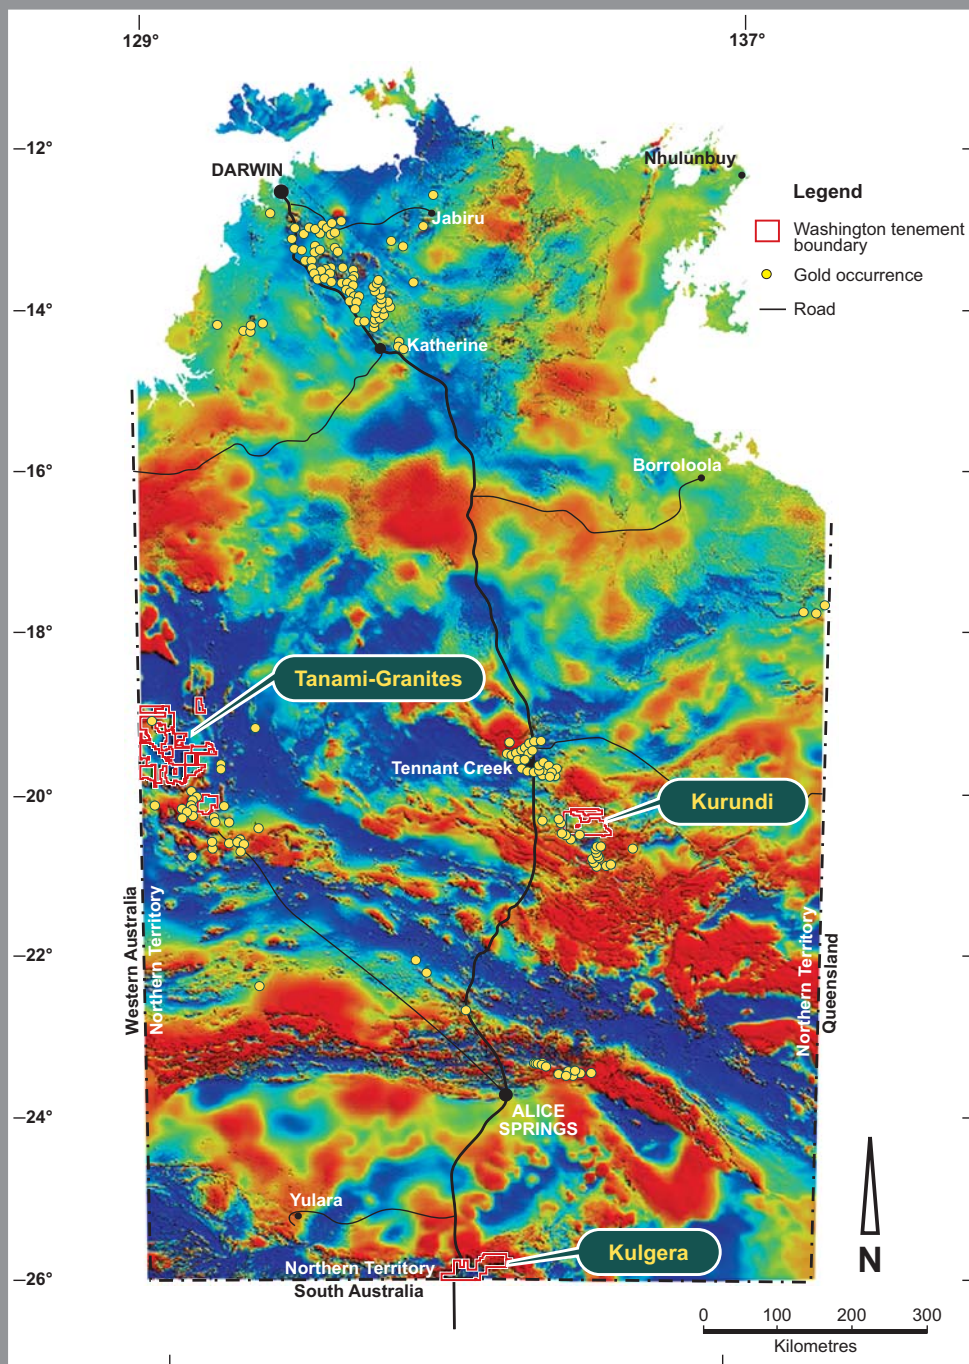 129°
137°
−12°
DARWIN
Nhulunbuy
Jabiru
Legend
Washington tenement
boundary
Gold occurrence
Road
−14°
Katherine
−16°
Borroloola
−18°
Tanami-Granites
Tennant Creek
−20°
Kurundi
Western Australia
Northern Territory
Northern Territory
Queensland
−22°
−24°
ALICE
SPRINGS
Yulara
N
Kulgera
−26°
Northern Territory
South Australia
0 100 200 300
Kilometres